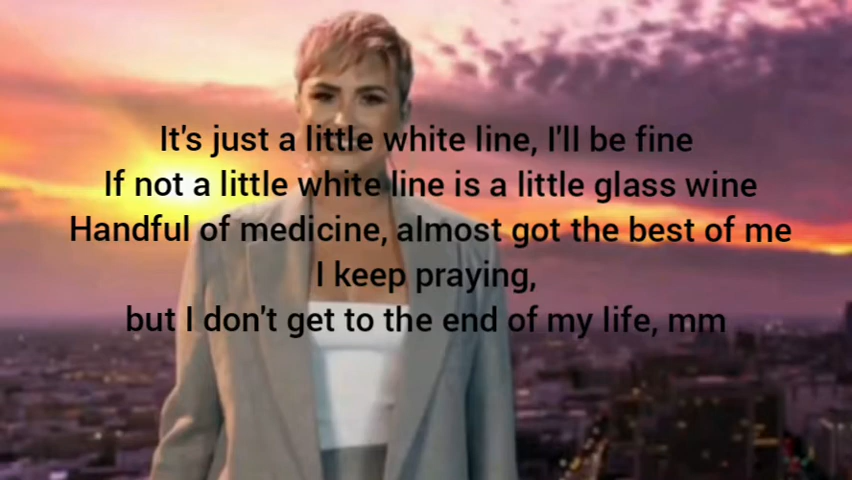 It's just a little white line, I'll be fine
If not a little white line is a little glass wine
Handful of medicine, almost got the best of me
I keep praying,
but I don't get to the end of my life, mm